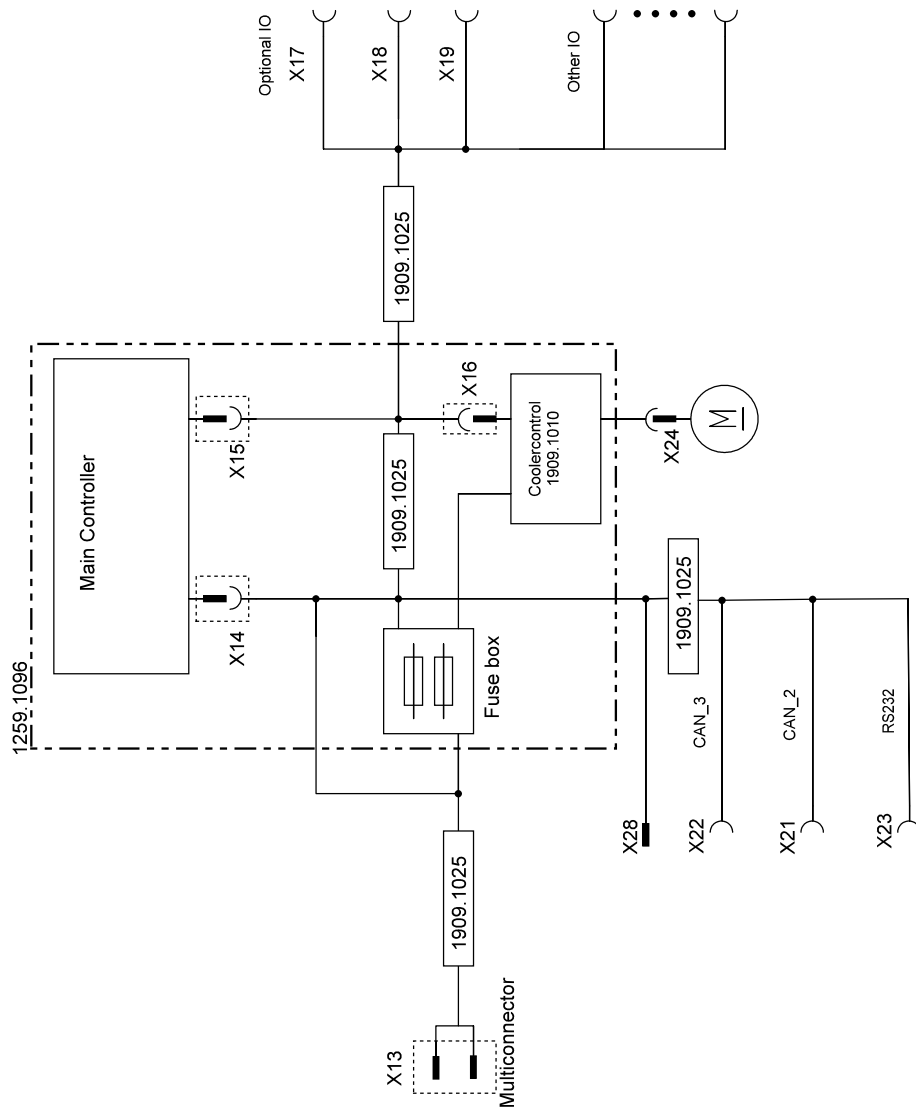 Optional IO
X17
X18
X19
Other IO
1909.1025
1259.1096
Main Controller
X15
X16
Coolercontrol
1909.1010
X24
M
1909.1025
X14
Fuse box
1909.1025
CAN_3
CAN_2
RS232
X28
X22
X21
X23
1909.1025
X13
Multiconnector